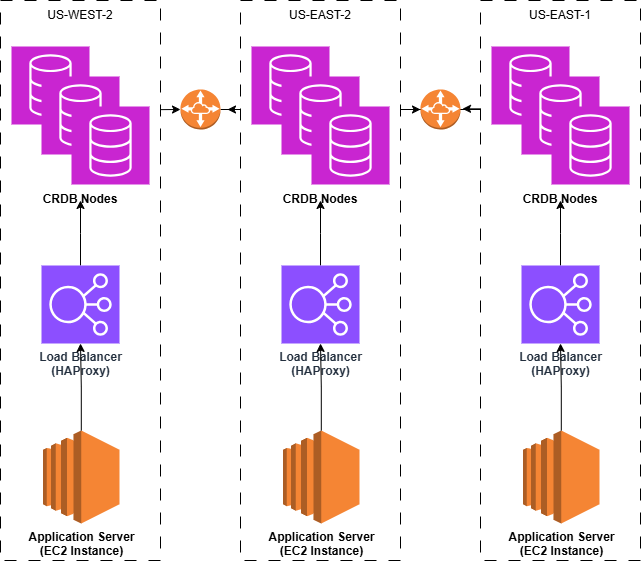 US-WEST-2
US-EAST-2
US-EAST-1
CRDB Nodes
CRDB Nodes
CRDB Nodes
Load Balancer
(HAProxy)
Load Balancer
(HAProxy)
Load Balancer
(HAProxy)
Application Server
(EC2 Instance)
Application Server
(EC2 Instance)
Application Server
(EC2 Instance)